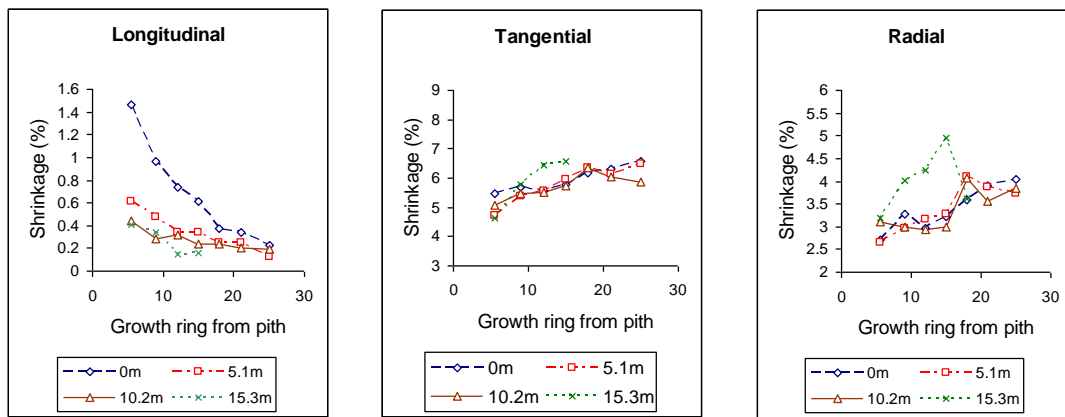 Longitudinal
Shrinkage (%)
1.6
1.4
1.2
1
0.8
0.6
0.4
0.2
0
0 10 20 30
Growth ring from pith
0m 5.1m
10.2m 15.3m
Tangential
Shrinkage (%)
9
8
7
6
5
4
3
0 10 20 30
Growth ring from pith
0m 5.1m
10.2m 15.3m
Radial
Shrinkage (%)
6
5.5
5
4.5
4
3.5
3
2.5
2
0 10 20 30
Growth ring from pith
0m 5.1m
10.2m 15.3m